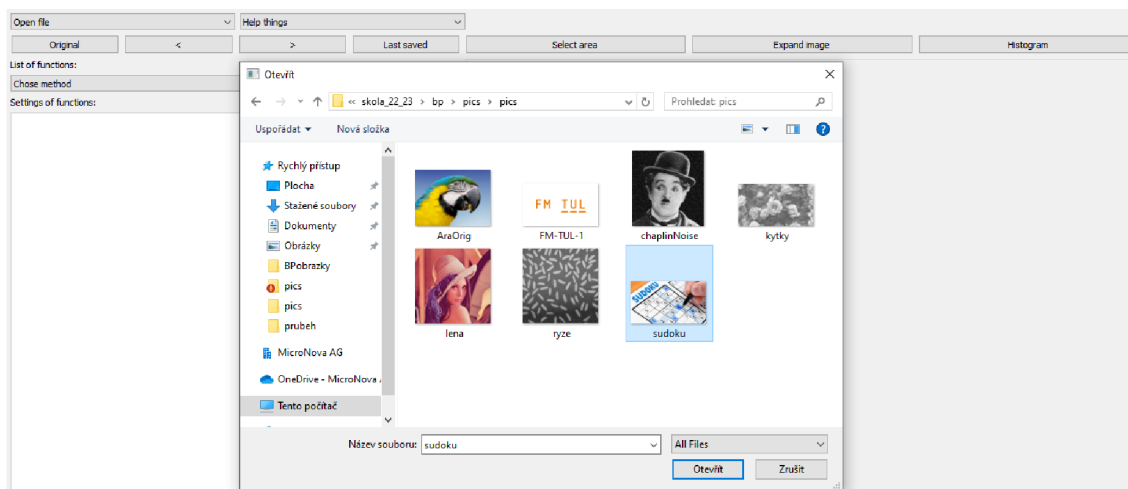 Open file Help things
Original < > Last saved Select area Expand image Histogram
List of functions:
Chose method
Settings of functions:
Otevřít
« skola_22_23 > bp > pics > pics Prohledat: pics
Uspořádat Nová složka
Rychlý přístup
Plocha
Stažené soubory
Dokumenty
Obrázky
BPobrazky
pics
pics
prubeh
MicroNova AG
OneDrive - MicroNova A
Tento počítač
FM TUL
AraOrig FM-TUL-1 chaplinNoise kytky
SUDOKU
lena ryze sudoku
Název souboru: sudoku All Files
Otevřít Zrušit